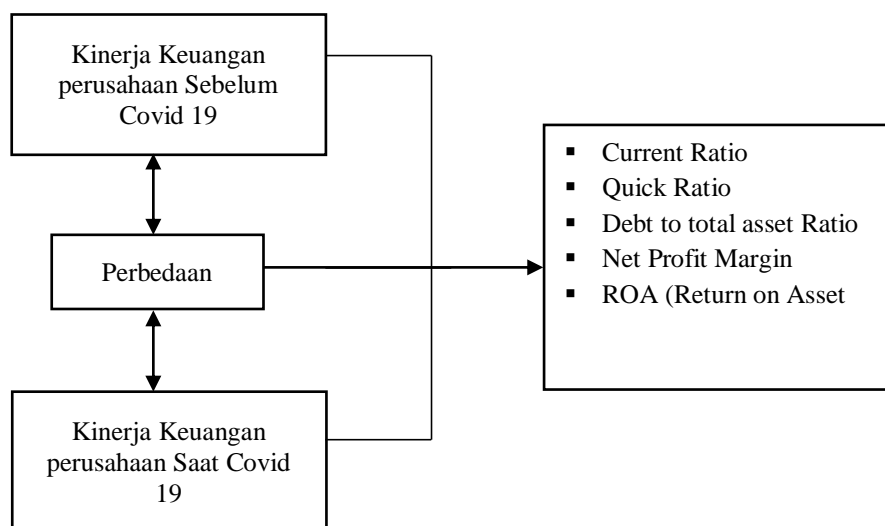 Kinerja Keuangan
perusahaan Sebelum
Covid 19
Perbedaan
Kinerja Keuangan
perusahaan Saat Covid
19
▪ Current Ratio
▪ Quick Ratio
▪ Debt to total asset Ratio
▪ Net Profit Margin
▪ ROA (Return on Asset